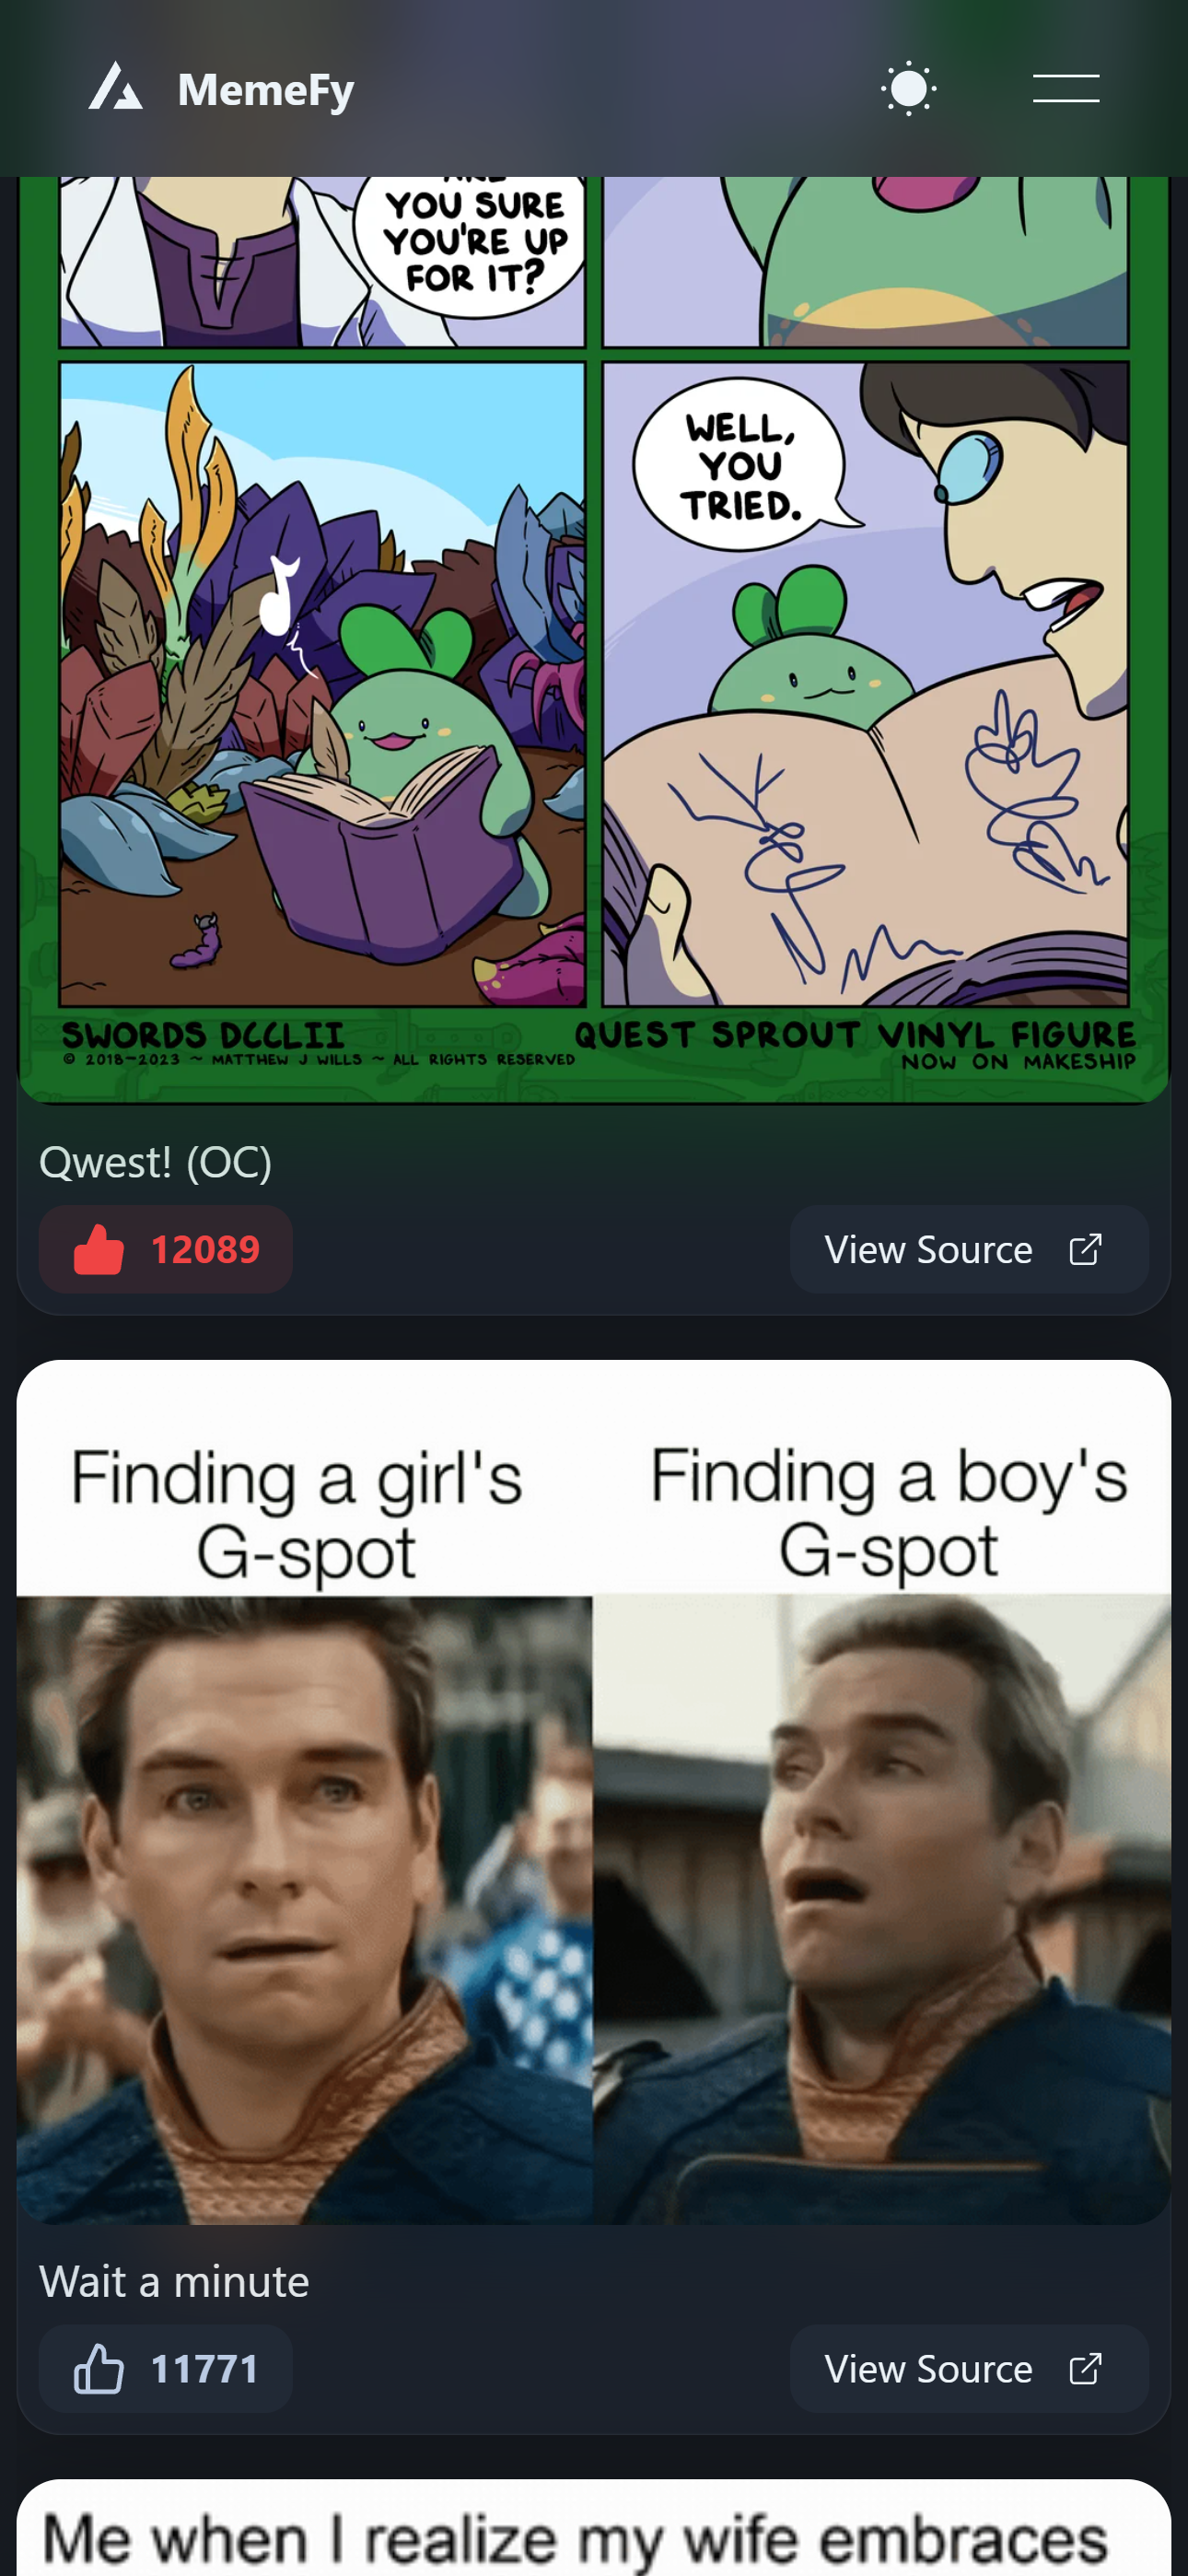 MemeFy
YOU SURE
YOU'RE UP
FOR IT?
WELL,
YOU
TRIED.
SWORDS DCCLII
© 2018-2023 ~ MATTHEW J WILLS ~ ALL RIGHTS RESERVED
QUEST SPROUT VINYL FIGURE
NOW ON MAKESHIP
Qwest! (OC)
12089
View Source
Finding a girl's
G-spot
Finding a boy's
G-spot
Wait a minute
11771
View Source
Me when I realize my wife embraces